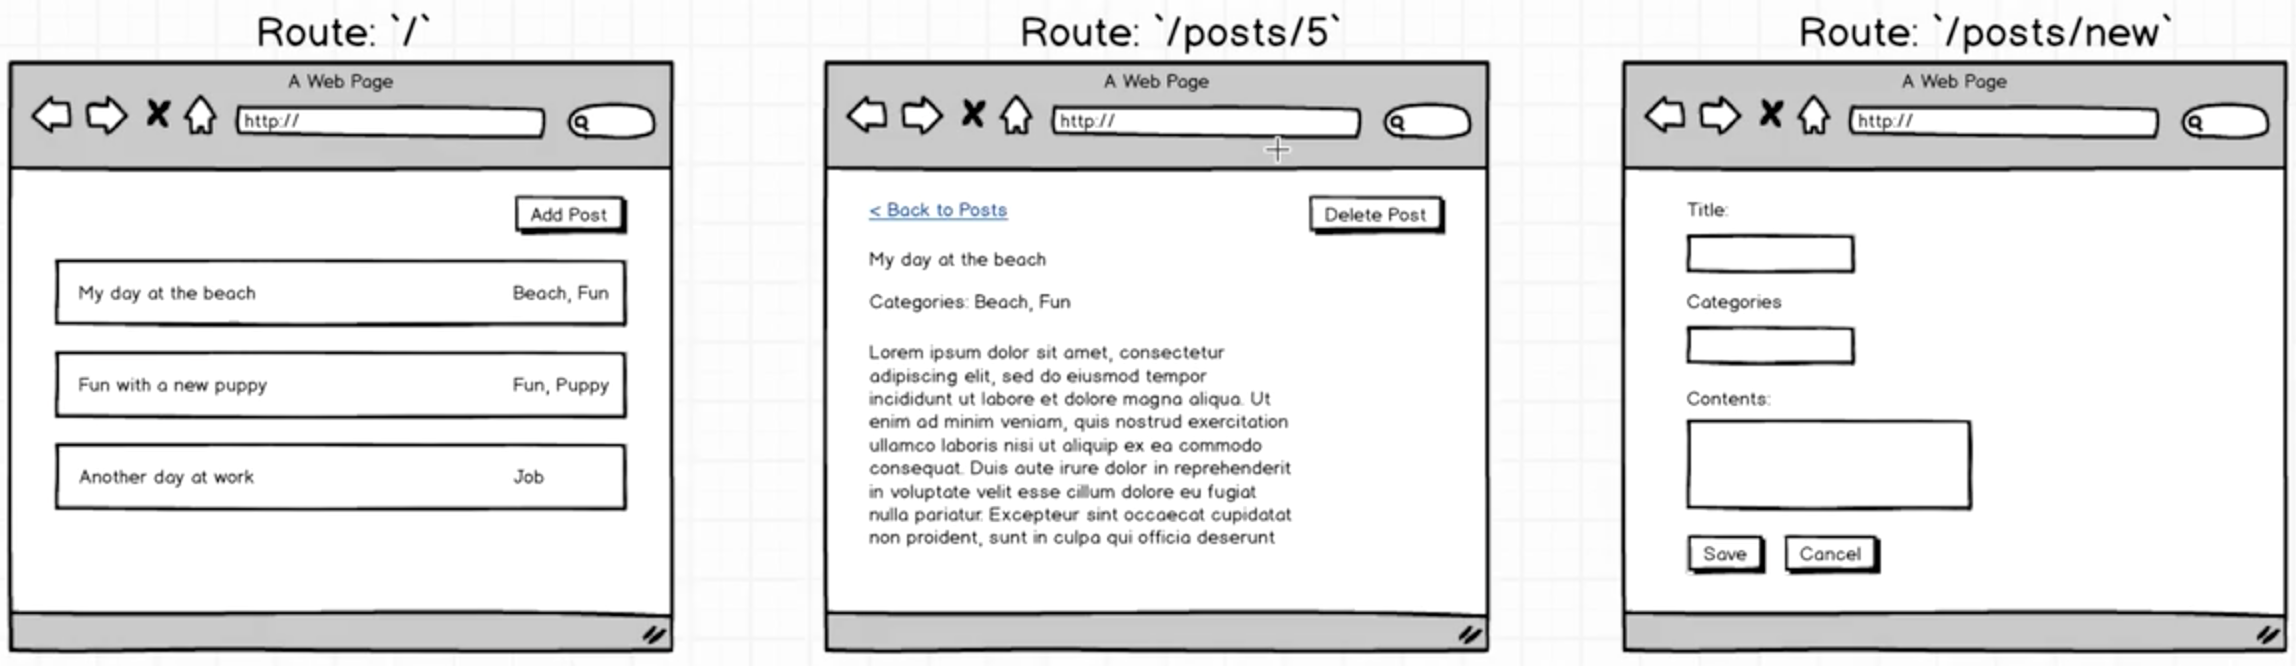 Route: `/`
A Web Page
http://
Add Post
My day at the beach Beach, Fun
Fun with a new puppy Fun, Puppy
Another day at work Job
Route: `/posts/5`
A Web Page
http://
< Back to Posts Delete Post
My day at the beach
Categories: Beach, Fun
Lorem ipsum dolor sit amet, consectetur
adipiscing elit, sed do eiusmod tempor
incididunt ut labore et dolore magna aliqua. Ut
enim ad minim veniam, quis nostrud exercitation
ullamco laboris nisi ut aliquip ex ea commodo
consequat. Duis aute irure dolor in reprehenderit
in voluptate velit esse cillum dolore eu fugiat
nulla pariatur. Excepteur sint occaecat cupidatat
non proident, sunt in culpa qui officia deserunt
Route: `/posts/new`
A Web Page
http://
Title:
Categories
Contents:
Save Cancel